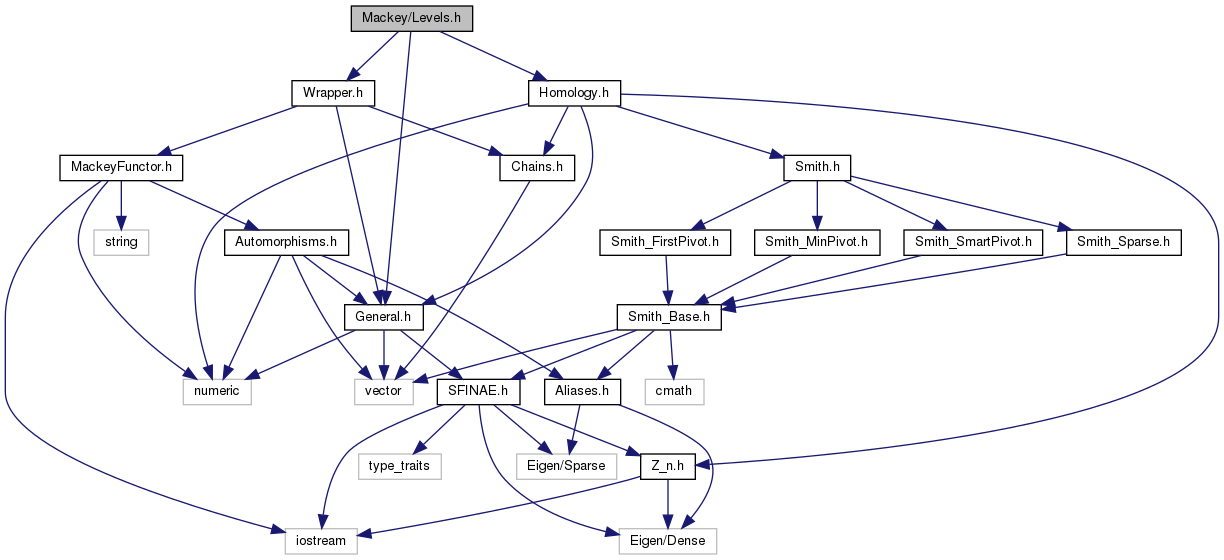 Mackey/Levels.h
Wrapper.h
Homology.h
MackeyFunctor.h
Chains.h
Smith.h
string
Automorphisms.h
Smith_FirstPivot.h
Smith_MinPivot.h
Smith_SmartPivot.h
Smith_Sparse.h
General.h
Smith_Base.h
numeric
vector
SFINAE.h
Aliases.h
cmath
type_traits
Eigen/Sparse
Z_n.h
iostream
Eigen/Dense